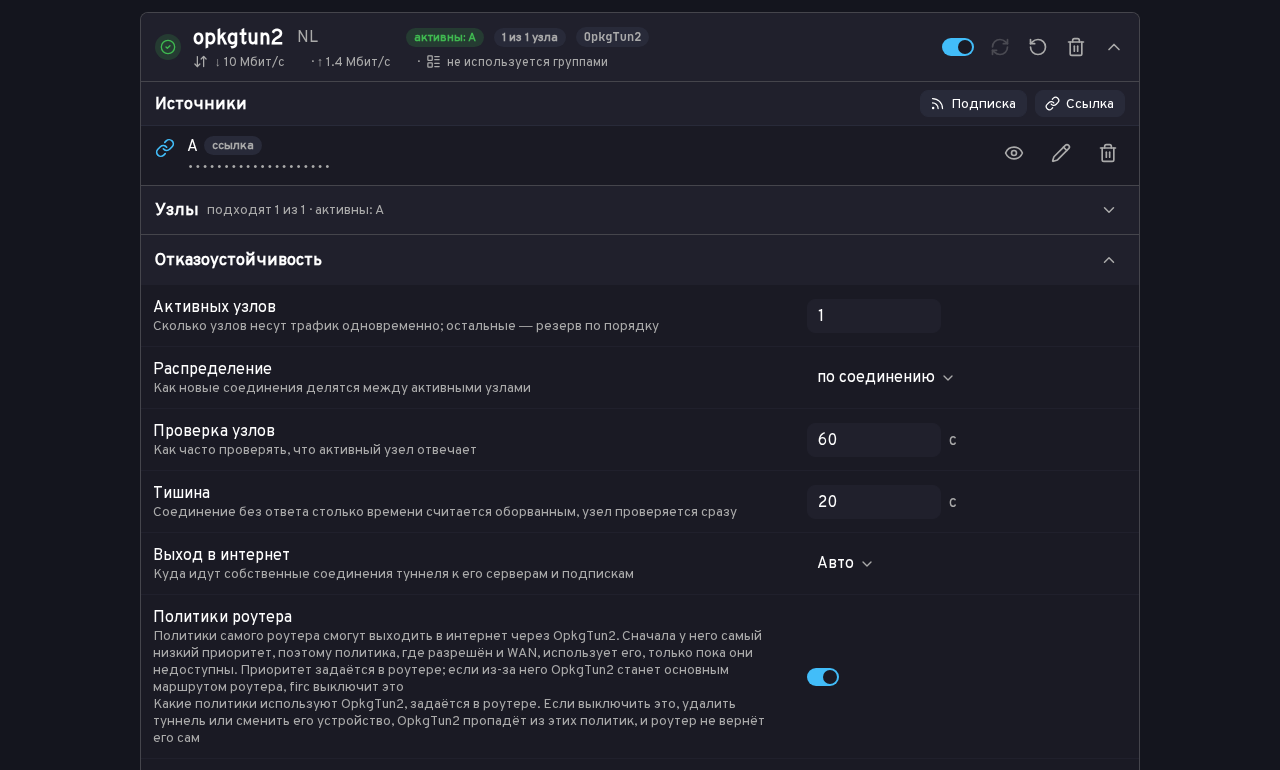 opkgtun2 NL активны: A 1 из 1 узла OpkgTun2
↓ 10 Мбит/с · ↑ 1.4 Мбит/с · не используется группами
Источники Подписка Ссылка
A ссылка
••••••••••••••••••••
Узлы подходят 1 из 1 · активны: A
Отказоустойчивость
Активных узлов
Сколько узлов несут трафик одновременно; остальные — резерв по порядку
1
Распределение
Как новые соединения делятся между активными узлами
по соединению
Проверка узлов
Как часто проверять, что активный узел отвечает
60 с
Тишина
Соединение без ответа столько времени считается оборванным, узел проверяется сразу
20 с
Выход в интернет
Куда идут собственные соединения туннеля к его серверам и подпискам
Авто
Политики роутера
Политики самого роутера смогут выходить в интернет через OpkgTun2. Сначала у него самый
низкий приоритет, поэтому политика, где разрешён и WAN, использует его, только пока они
недоступны. Приоритет задаётся в роутере; если из-за него OpkgTun2 станет основным
маршрутом роутера, firc выключит это
Какие политики используют OpkgTun2, задаётся в роутере. Если выключить это, удалить
туннель или сменить его устройство, OpkgTun2 пропадёт из этих политик, и роутер не вернёт
его сам